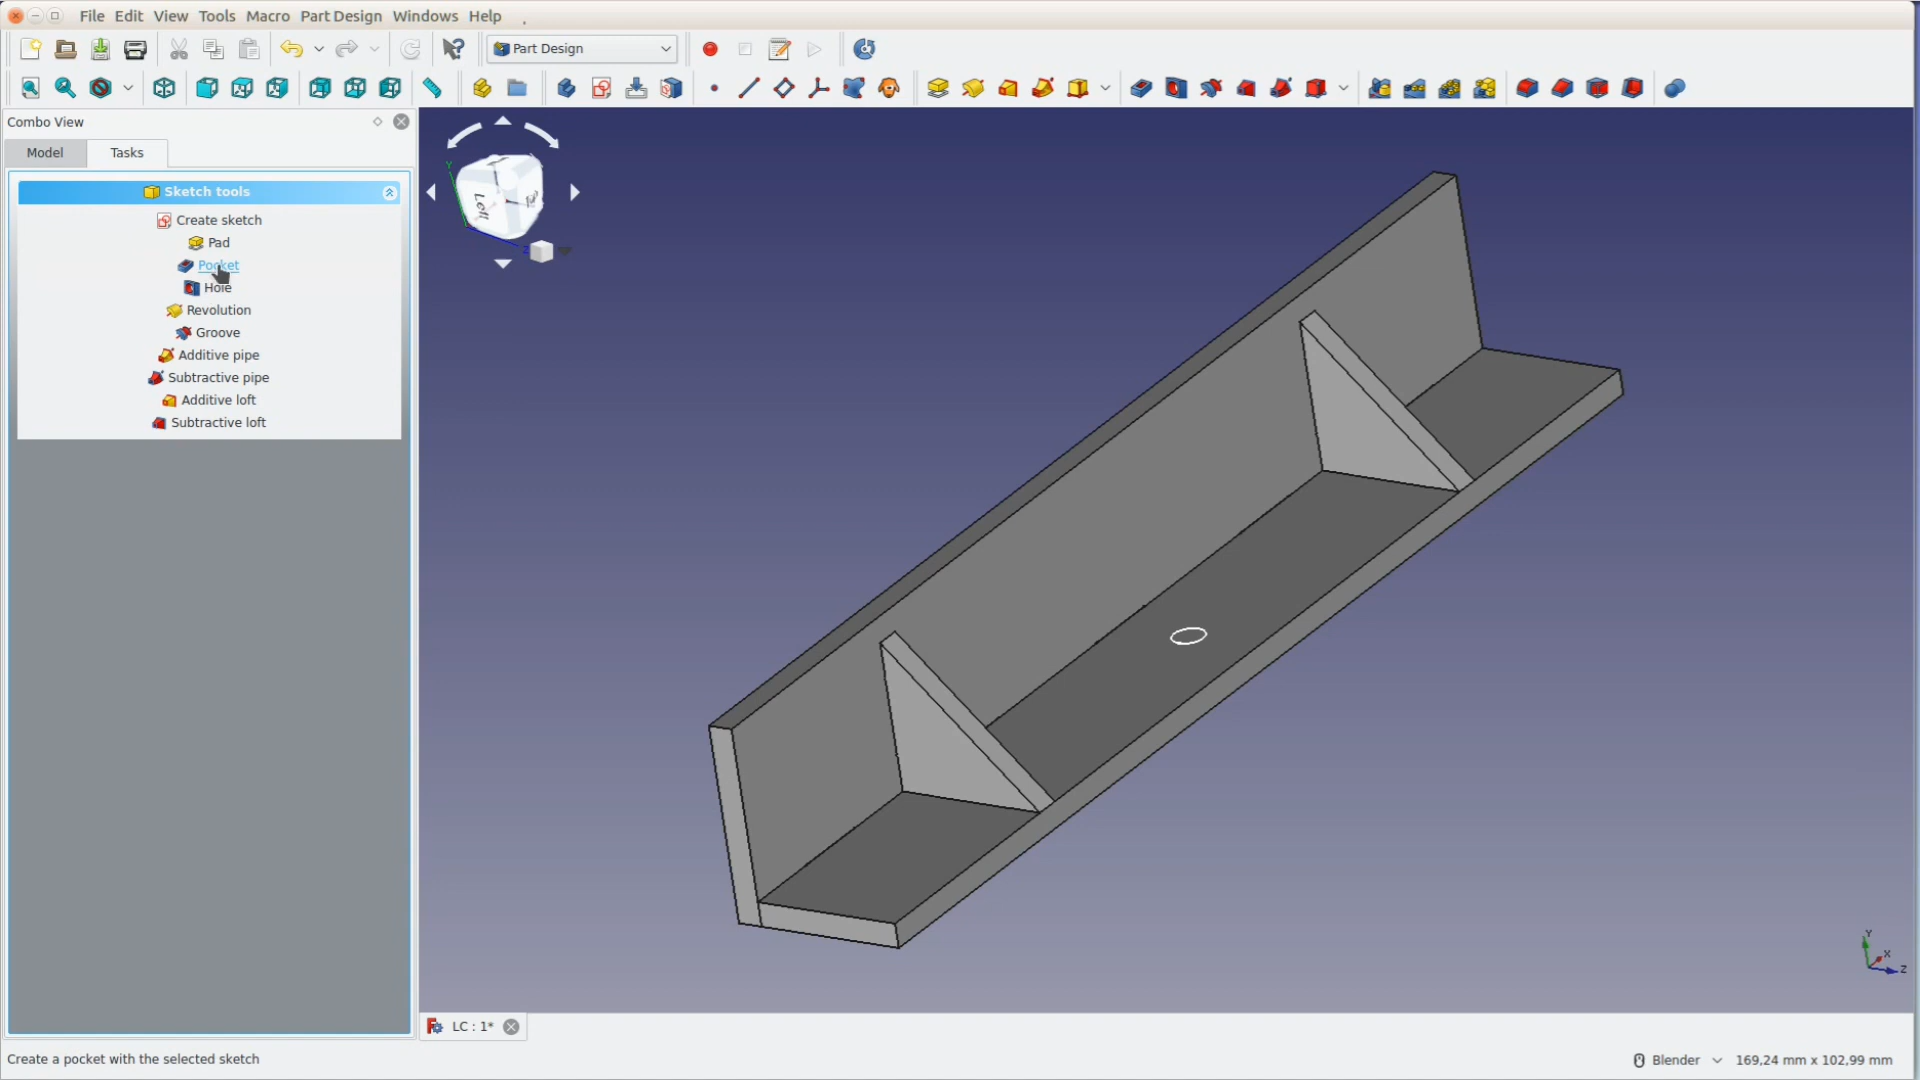 File Edit View Tools Macro Part Design Windows Help
Part Design
Combo View
Model Tasks
Sketch tools
Create sketch
Pad
Pocket
Hole
Revolution
Groove
Additive pipe
Subtractive pipe
Additive loft
Subtractive loft
Y
Left
Z
Y
X
Z
LC : 1*
Create a pocket with the selected sketch
Blender 169,24 mm x 102,99 mm